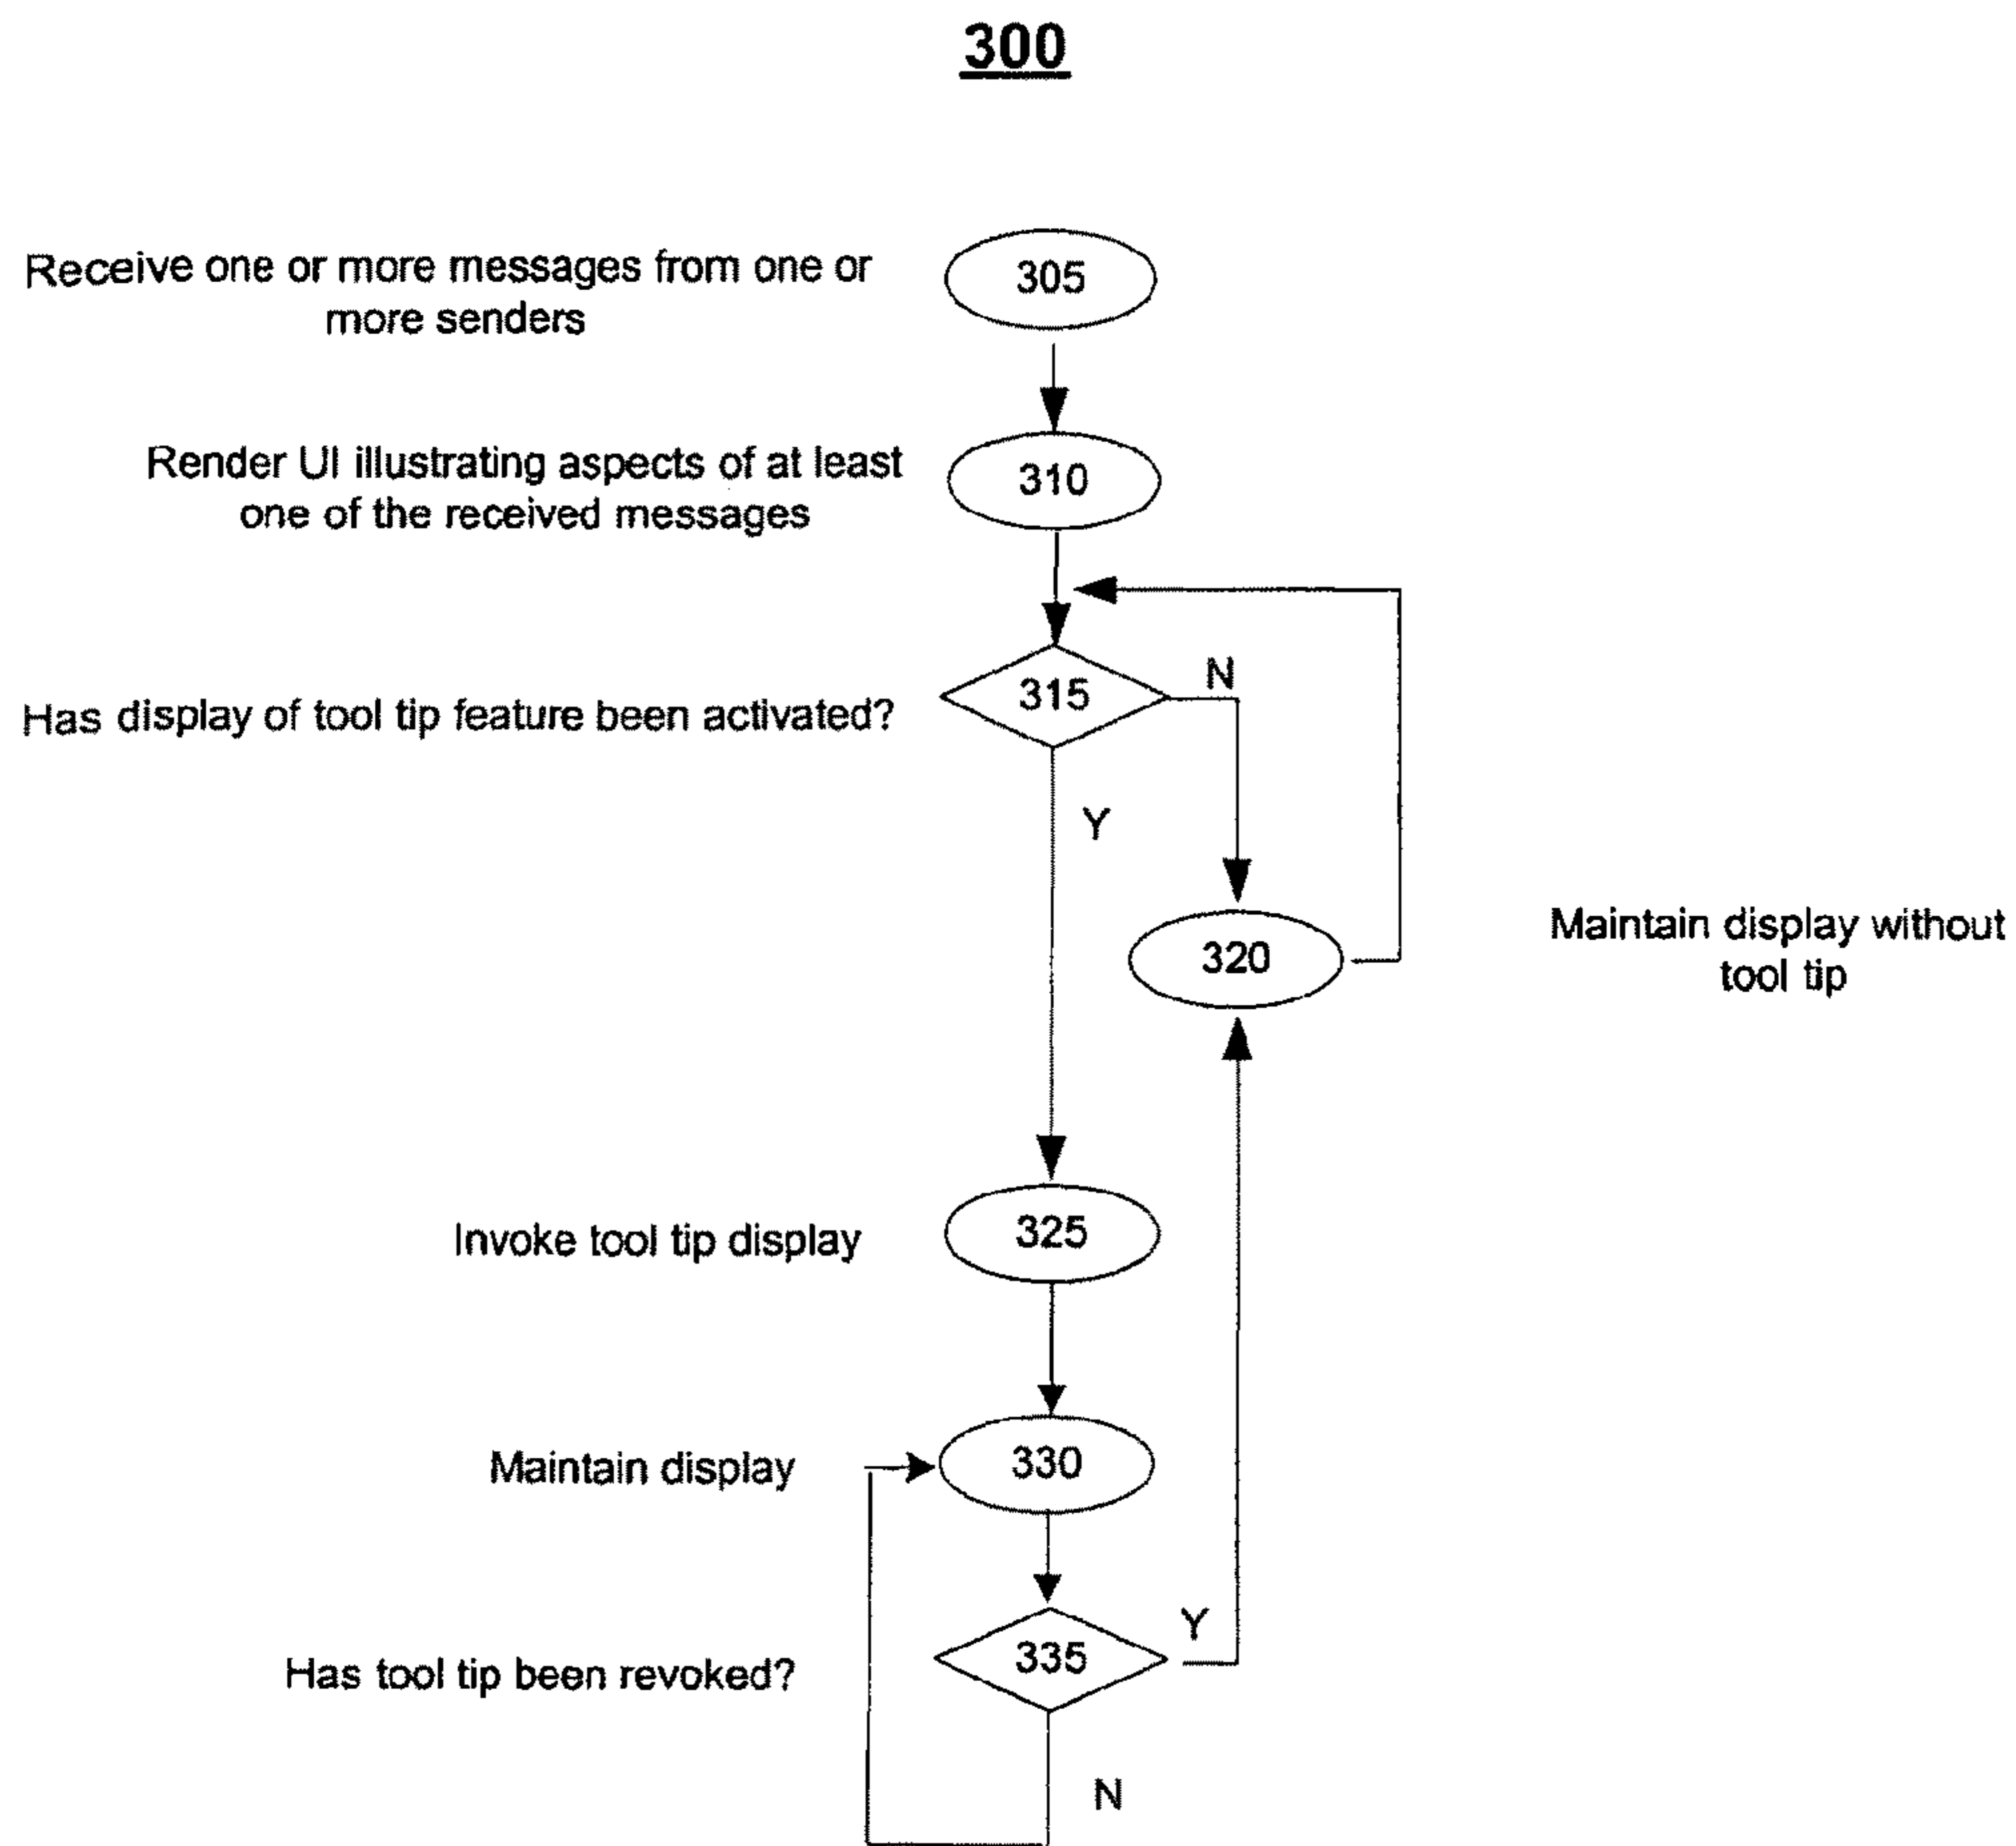 300
Receive one or more messages from one or
more senders
305
Render UI illustrating aspects of at least
one of the received messages
310
Has display of tool tip feature been activated?
315
N
Y
320
Maintain display without
tool tip
Invoke tool tip display
325
Maintain display
330
Has tool tip been revoked?
335
Y
N